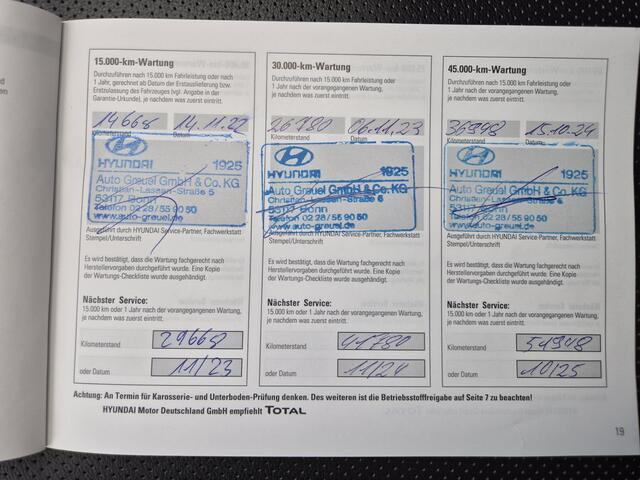 15.000-km-Wartung
Durchzuführen nach 15.000 km Fahrleistung oder nach
1 Jahr, gerechnet ab Datum der Erstauslieferung bzw.
Erstzulassung des Fahrzeuges (vgl. Angabe in der
Garantie-Urkunde), je nachdem was zuerst eintritt.
14668 14.11.22
Kilometerstand Datum
HYUNDAI 1925
Auto Greuel GmbH & Co. KG
Christian-Lassen-Straße 5
53117 Bonn
Telefon 02 28 / 55 90 50
www.auto-greuel.de
Ausgeführt durch HYUNDAI Service-Partner, Fachwerkstatt
Stempel/Unterschrift
Es wird bestätigt, dass die Wartung fachgerecht nach
Herstellervorgaben durchgeführt wurde. Eine Kopie
der Wartungs-Checkliste wurde ausgehändigt.
Nächster Service:
15.000 km oder 1 Jahr nach der vorangegangenen Wartung,
je nachdem was zuerst eintritt.
Kilometerstand 29668
oder Datum 11/23
30.000-km-Wartung
Durchzuführen nach 15.000 km Fahrleistung oder
1 Jahr nach der vorangegangenen Wartung,
je nachdem was zuerst eintritt.
26780 06.11.23
Kilometerstand Datum
HYUNDAI 1925
Auto Greuel GmbH & Co. KG
Christian-Lassen-Straße 5
53117 Bonn
Telefon 02 28 / 55 90 50
www.auto-greuel.de
Ausgeführt durch HYUNDAI Service-Partner, Fachwerkstatt
Stempel/Unterschrift
Es wird bestätigt, dass die Wartung fachgerecht nach
Herstellervorgaben durchgeführt wurde. Eine Kopie
der Wartungs-Checkliste wurde ausgehändigt.
Nächster Service:
15.000 km oder 1 Jahr nach der vorangegangenen Wartung,
je nachdem was zuerst eintritt.
Kilometerstand 41780
oder Datum 11/24
45.000-km-Wartung
Durchzuführen nach 15.000 km Fahrleistung oder
1 Jahr nach der vorangegangenen Wartung,
je nachdem was zuerst eintritt.
15.10.24
Kilometerstand Datum
HYUNDAI 1925
Auto Greuel GmbH & Co. KG
Christian-Lassen-Straße 5
53117 Bonn
Telefon 02 28 / 55 90 50
www.auto-greuel.de
Ausgeführt durch HYUNDAI Service-Partner, Fachwerkstatt
Stempel/Unterschrift
Es wird bestätigt, dass die Wartung fachgerecht nach
Herstellervorgaben durchgeführt wurde. Eine Kopie
der Wartungs-Checkliste wurde ausgehändigt.
Nächster Service:
15.000 km oder 1 Jahr nach der vorangegangenen Wartung,
je nachdem was zuerst eintritt.
Kilometerstand
oder Datum 10/25
Achtung: An Termin für Karosserie- und Unterboden-Prüfung denken. Des weiteren ist die Betriebsstofffreigabe auf Seite 7 zu beachten!
HYUNDAI Motor Deutschland GmbH empfiehlt TOTAL
19